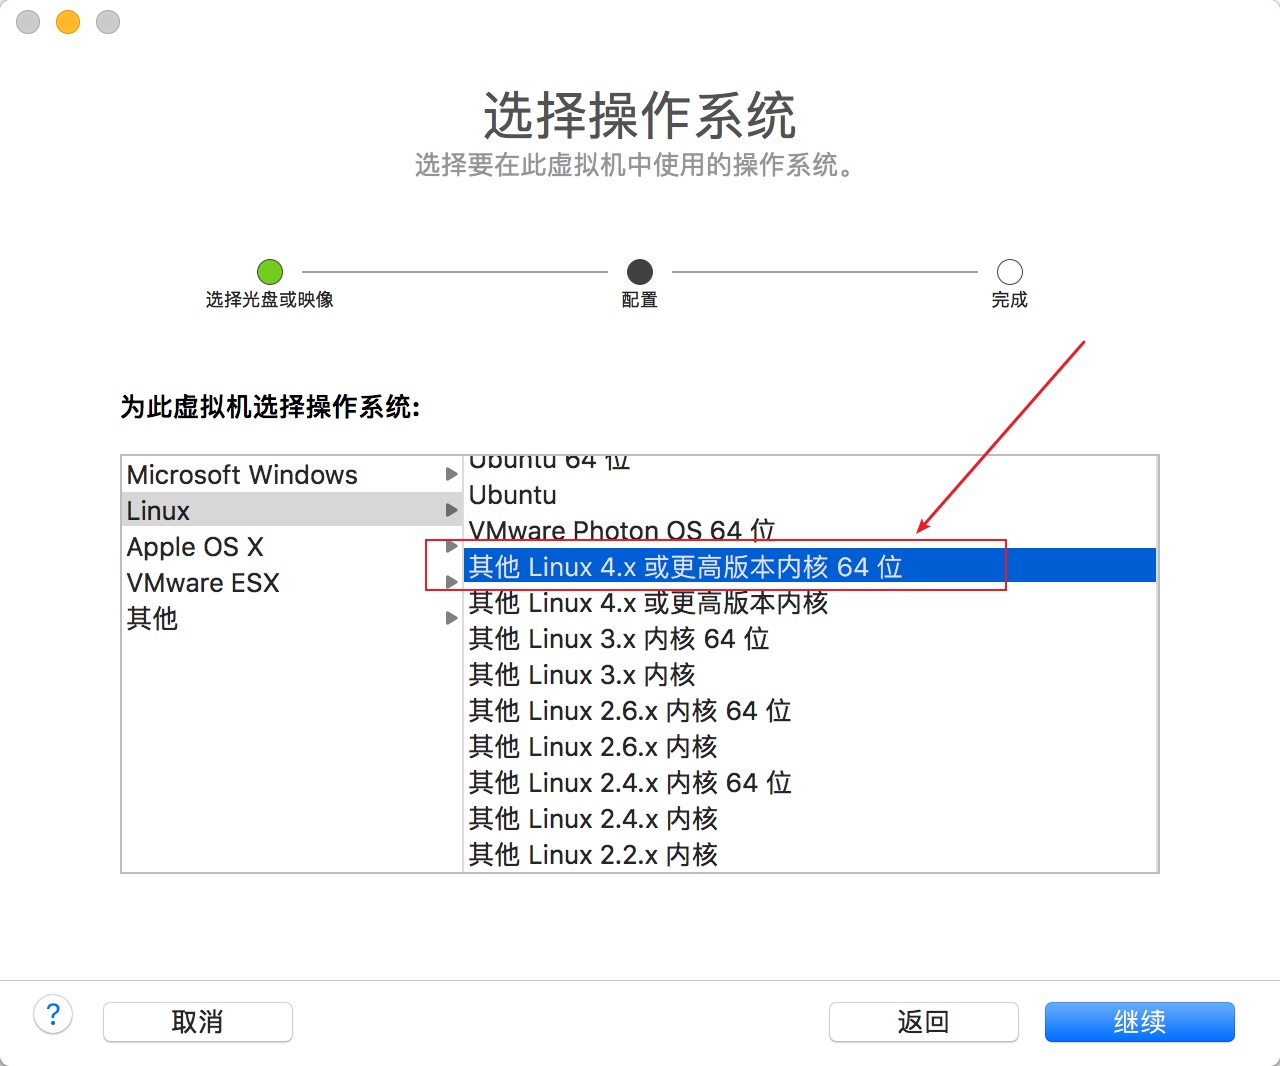 选择操作系统
选择要在此虚拟机中使用的操作系统。
选择光盘或映像
配置
完成
为此虚拟机选择操作系统:
Microsoft Windows
Linux
Apple OS X
VMware ESX
其他
Ubuntu 64 位
Ubuntu
VMware Photon OS 64 位
其他 Linux 4.x 或更高版本内核 64 位
其他 Linux 4.x 或更高版本内核
其他 Linux 3.x 内核 64 位
其他 Linux 3.x 内核
其他 Linux 2.6.x 内核 64 位
其他 Linux 2.6.x 内核
其他 Linux 2.4.x 内核 64 位
其他 Linux 2.4.x 内核
其他 Linux 2.2.x 内核
?
取消
返回
继续